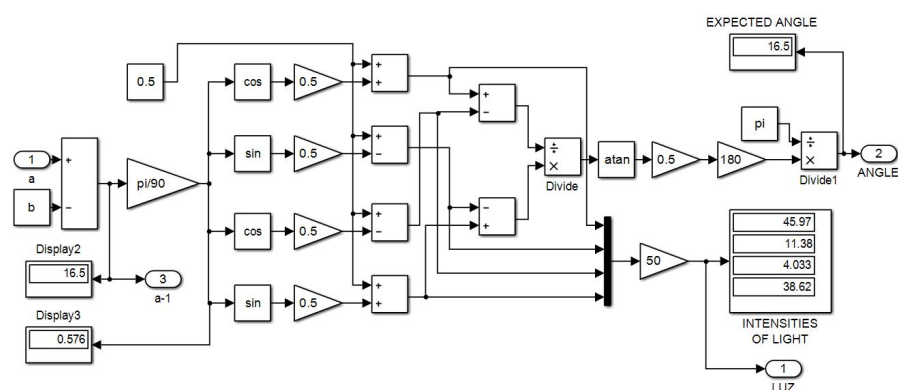 EXPECTED ANGLE
16.5
0.5
cos
0.5
+
+
+
−
÷
×
Divide
pi
÷
×
Divide1
2
ANGLE
1
a
+
−
b
pi/90
sin
0.5
+
−
atan
0.5
180
−
+
cos
0.5
+
−
Display2
16.5
3
a-1
sin
0.5
+
+
50
45.97
11.38
4.033
38.62
INTENSITIES
OF LIGHT
Display3
0.576
1
LUZ